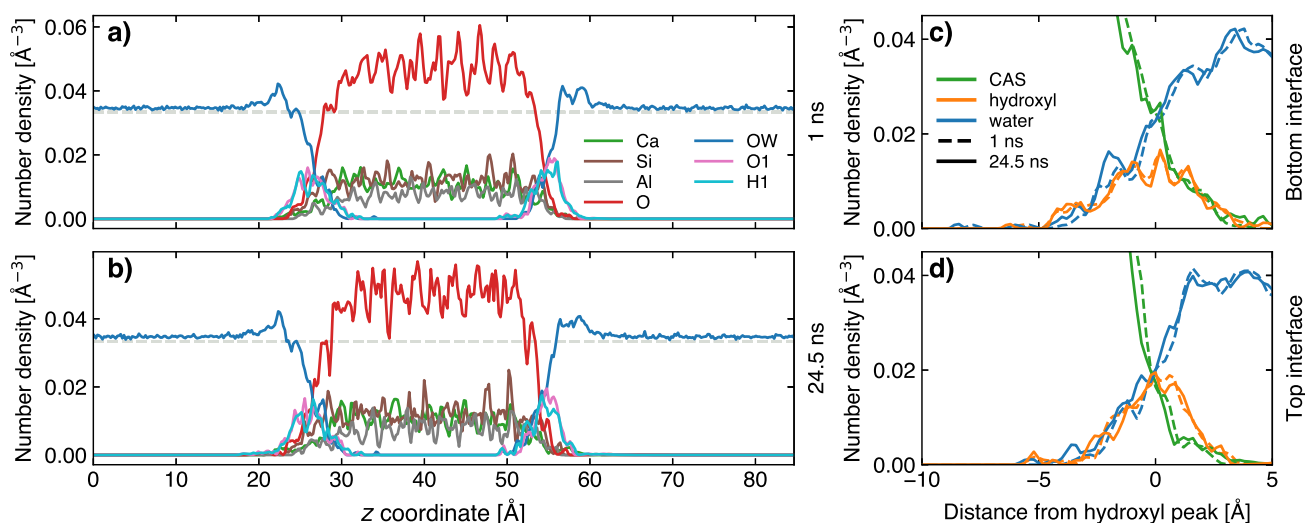 a)
Number density [Å⁻³]
0.06
0.04
0.02
0.00
Ca
Si
Al
O
OW
O1
H1
1 ns
b)
Number density [Å⁻³]
0.06
0.04
0.02
0.00
0 10 20 30 40 50 60 70 80
z coordinate [Å]
24.5 ns
c)
Number density [Å⁻³]
0.04
0.02
0.00
CAS
hydroxyl
water
1 ns
24.5 ns
Bottom interface
d)
Number density [Å⁻³]
0.04
0.02
0.00
−10 −5 0 5
Distance from hydroxyl peak [Å]
Top interface